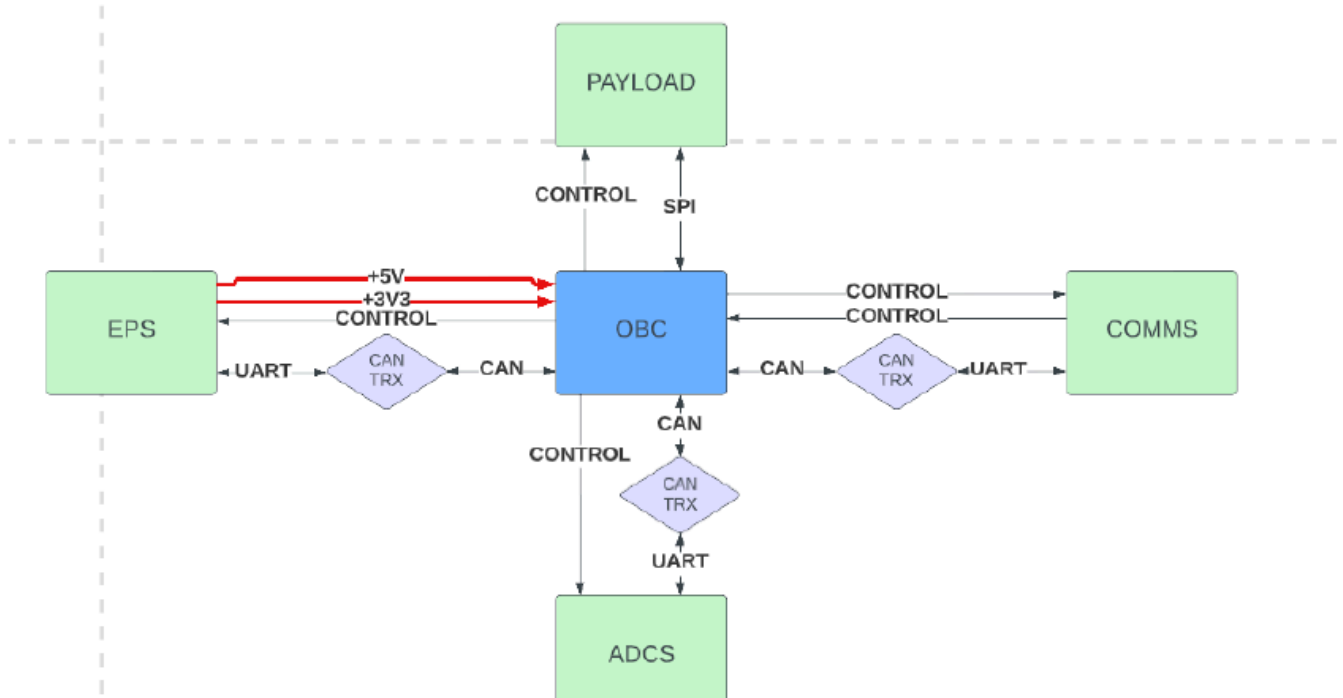 PAYLOAD
CONTROL
SPI
+5V
+3V3
CONTROL
EPS
OBC
CONTROL
CONTROL
COMMS
UART
CAN
TRX
CAN
CAN
CAN
TRX
UART
CAN
CONTROL
CAN
TRX
UART
ADCS